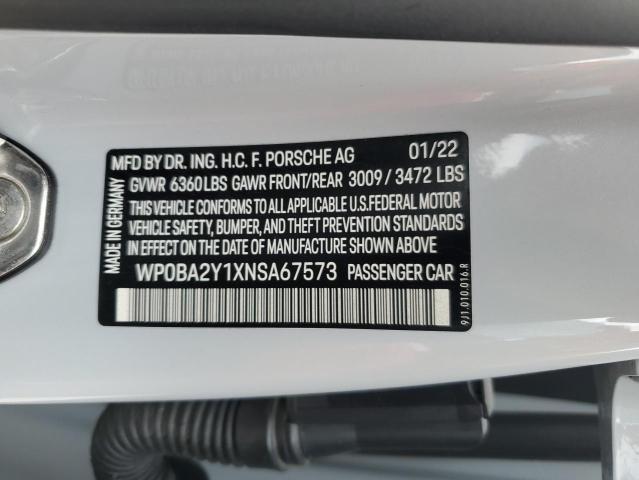 MFD BY DR. ING. H.C. F. PORSCHE AG 01/22
GVWR 6360 LBS GAWR FRONT/REAR 3009 / 3472 LBS
THIS VEHICLE CONFORMS TO ALL APPLICABLE U.S. FEDERAL MOTOR
VEHICLE SAFETY, BUMPER, AND THEFT PREVENTION STANDARDS
IN EFFECT ON THE DATE OF MANUFACTURE SHOWN ABOVE
WP0BA2Y1XNSA67573 PASSENGER CAR
MADE IN GERMANY
9J1.010.016.R